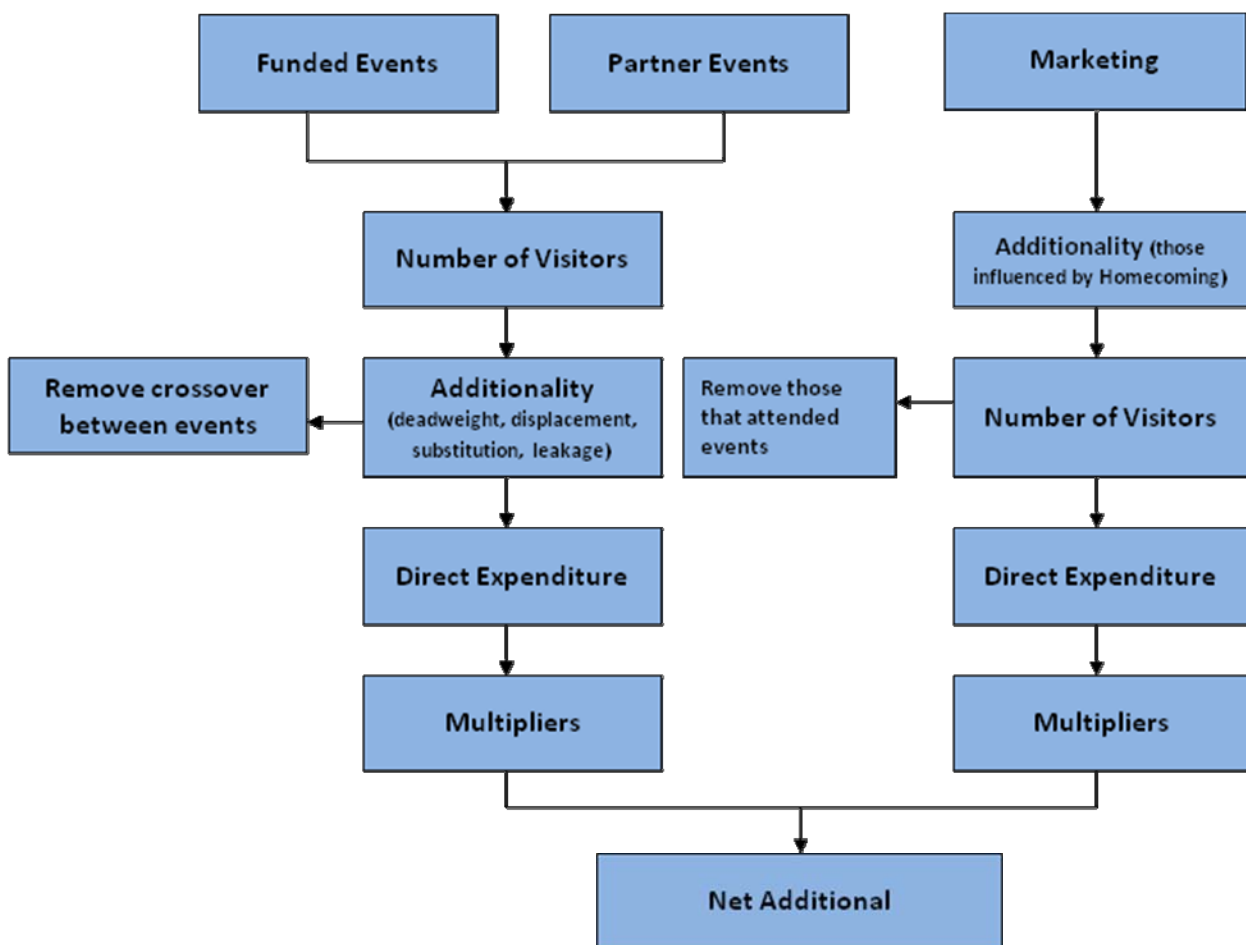 Funded Events
Partner Events
Marketing
Number of Visitors
Additionality (those
influenced by Homecoming)
Remove crossover
between events
Additionality
(deadweight, displacement,
substitution, leakage)
Remove those
that attended
events
Number of Visitors
Direct Expenditure
Direct Expenditure
Multipliers
Multipliers
Net Additional